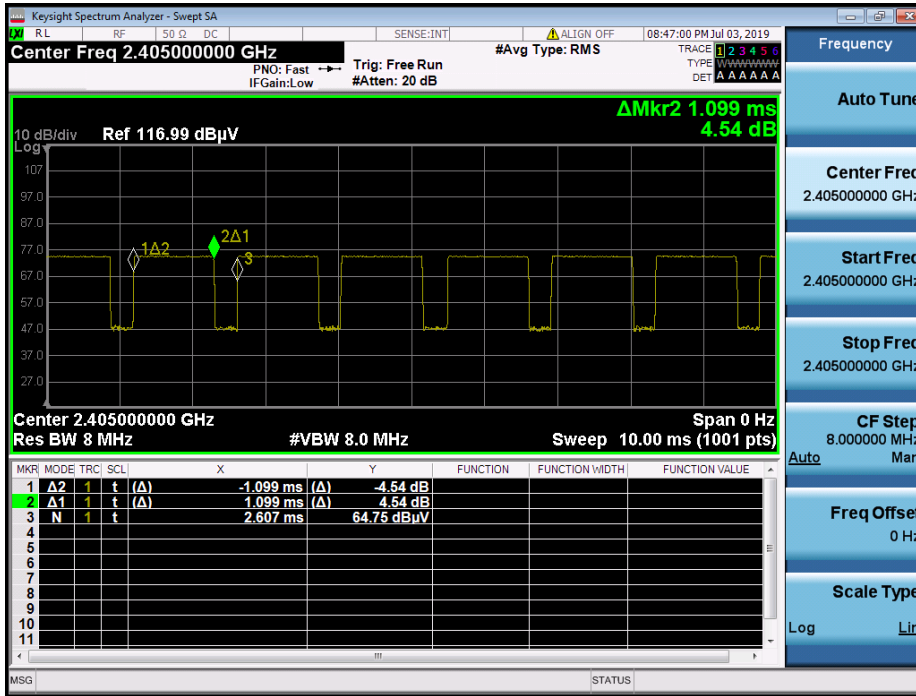 Keysight Spectrum Analyzer - Swept SA
LXI RL RF 50 Ω DC SENSE:INT ALIGN OFF 08:47:00 PM Jul 03, 2019
Center Freq 2.405000000 GHz #Avg Type: RMS TRACE 1 2 3 4 5 6
PNO: Fast Trig: Free Run TYPE WWWWWW
IFGain:Low #Atten: 20 dB DET A A A A A A
ΔMkr2 1.099 ms
10 dB/div Ref 116.99 dBµV 4.54 dB
Log
107
97.0
87.0
77.0
67.0
57.0
47.0
37.0
27.0
1Δ2
2Δ1
3
Center 2.405000000 GHz Span 0 Hz
Res BW 8 MHz #VBW 8.0 MHz Sweep 10.00 ms (1001 pts)
MKR MODE TRC SCL X Y FUNCTION FUNCTION WIDTH FUNCTION VALUE
1 Δ2 1 t (Δ) -1.099 ms (Δ) -4.54 dB
2 Δ1 1 t (Δ) 1.099 ms (Δ) 4.54 dB
3 N 1 t 2.607 ms 64.75 dBµV
4
5
6
7
8
9
10
11
MSG STATUS
Frequency
Auto Tune
Center Freq
2.405000000 GHz
Start Freq
2.405000000 GHz
Stop Freq
2.405000000 GHz
CF Step
8.000000 MHz
Auto Man
Freq Offset
0 Hz
Scale Type
Log Lin